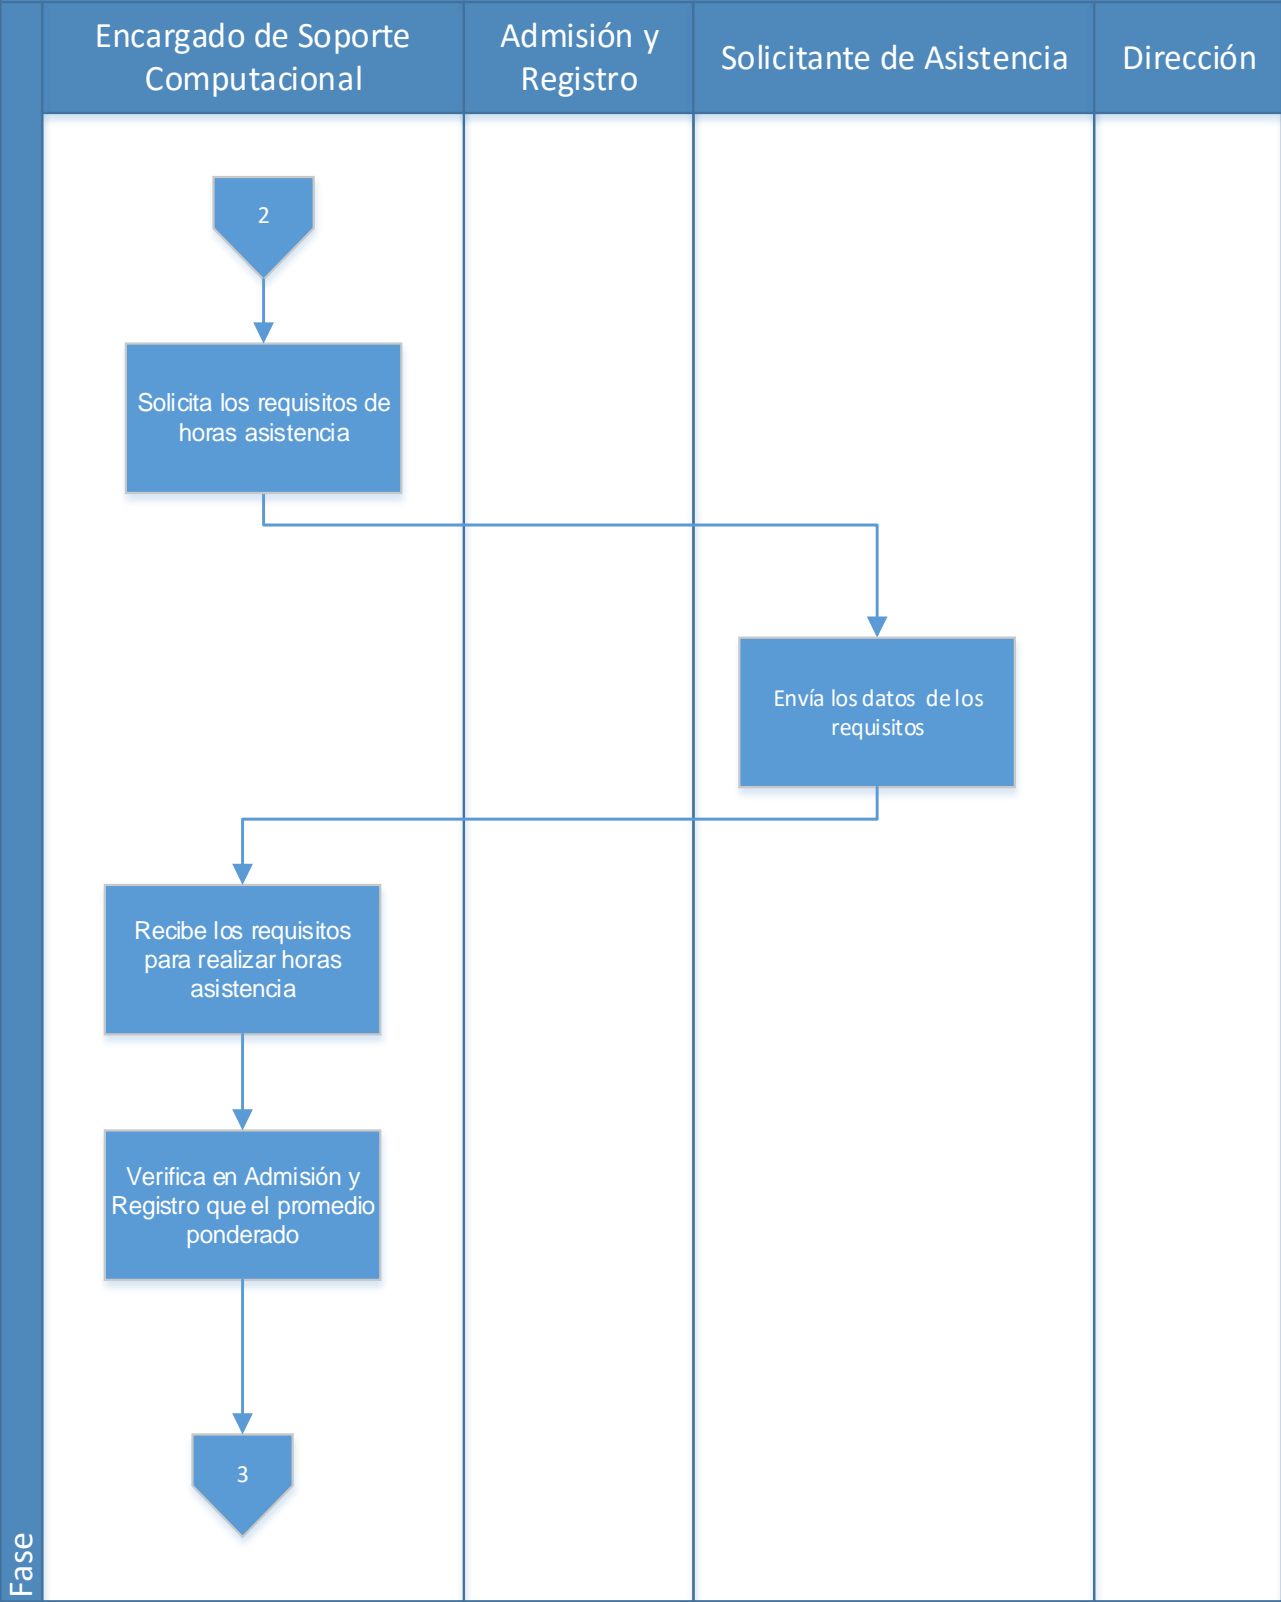 Encargado de Soporte
Computacional
Admisión y
Registro
Solicitante de Asistencia
Dirección
2
Solicita los requisitos de
horas asistencia
Envía los datos de los
requisitos
Recibe los requisitos
para realizar horas
asistencia
Verifica en Admisión y
Registro que el promedio
ponderado
3
Fase